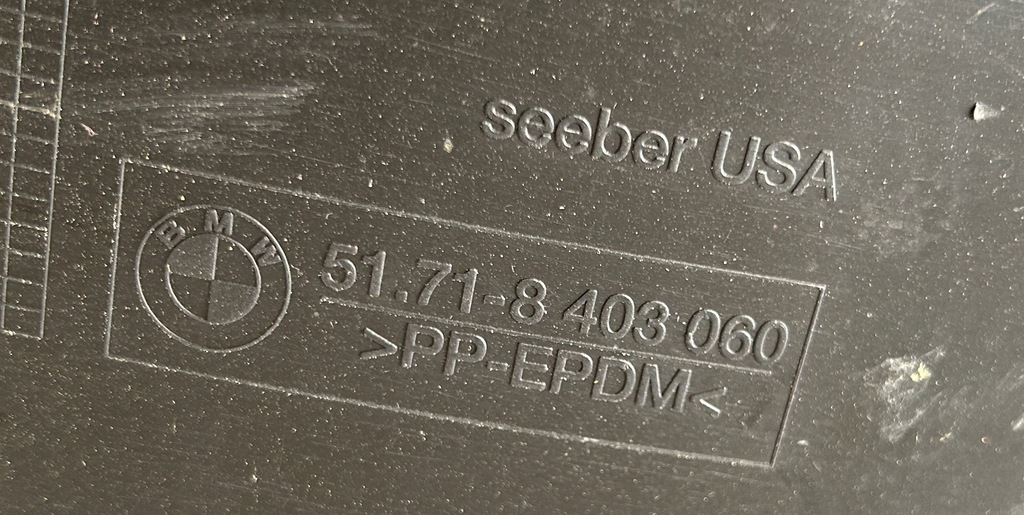 seeber USA
BMW
51.71-8 403 060
>PP-EPDM<